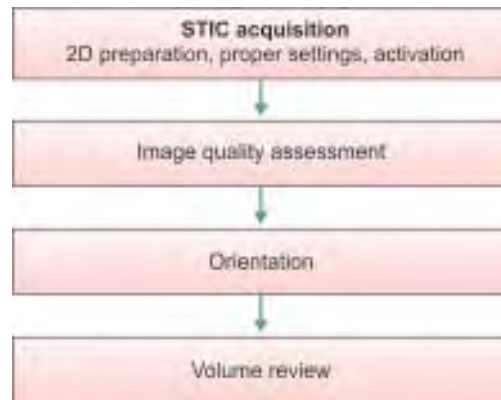 STIC acquisition
2D preparation, proper settings, activation
Image quality assessment
Orientation
Volume review